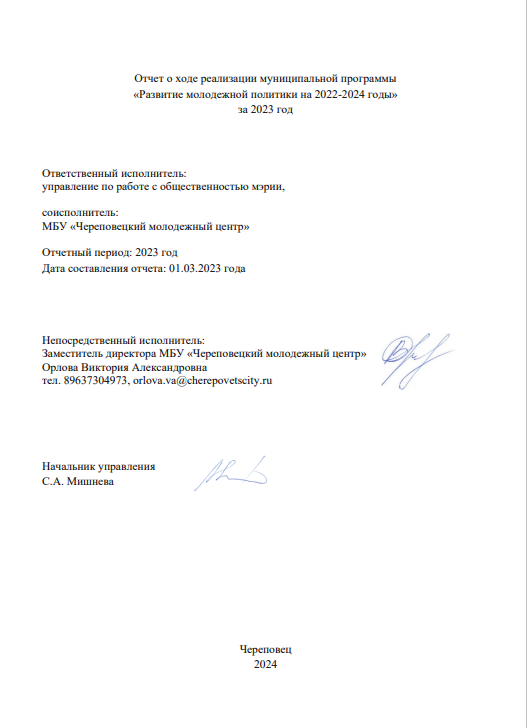 Отчет о ходе реализации муниципальной программы
«Развитие молодежной политики на 2022-2024 годы»
за 2023 год
Ответственный исполнитель:
управление по работе с общественностью мэрии,
соисполнитель:
МБУ «Череповецкий молодежный центр»
Отчетный период: 2023 год
Дата составления отчета: 01.03.2023 года
Непосредственный исполнитель:
Заместитель директора МБУ «Череповецкий молодежный центр»
Орлова Виктория Александровна
тел. 89637304973, orlova.va@cherepovetscity.ru
Начальник управления
С.А. Мишнева
Череповец
2024